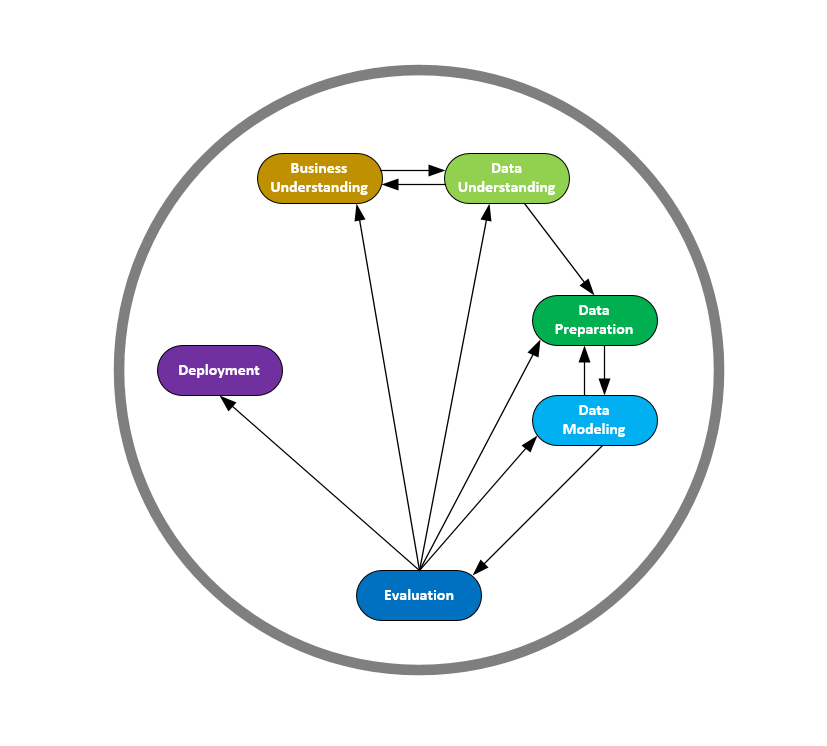 Business
Understanding
Data
Understanding
Data
Preparation
Deployment
Data
Modeling
Evaluation